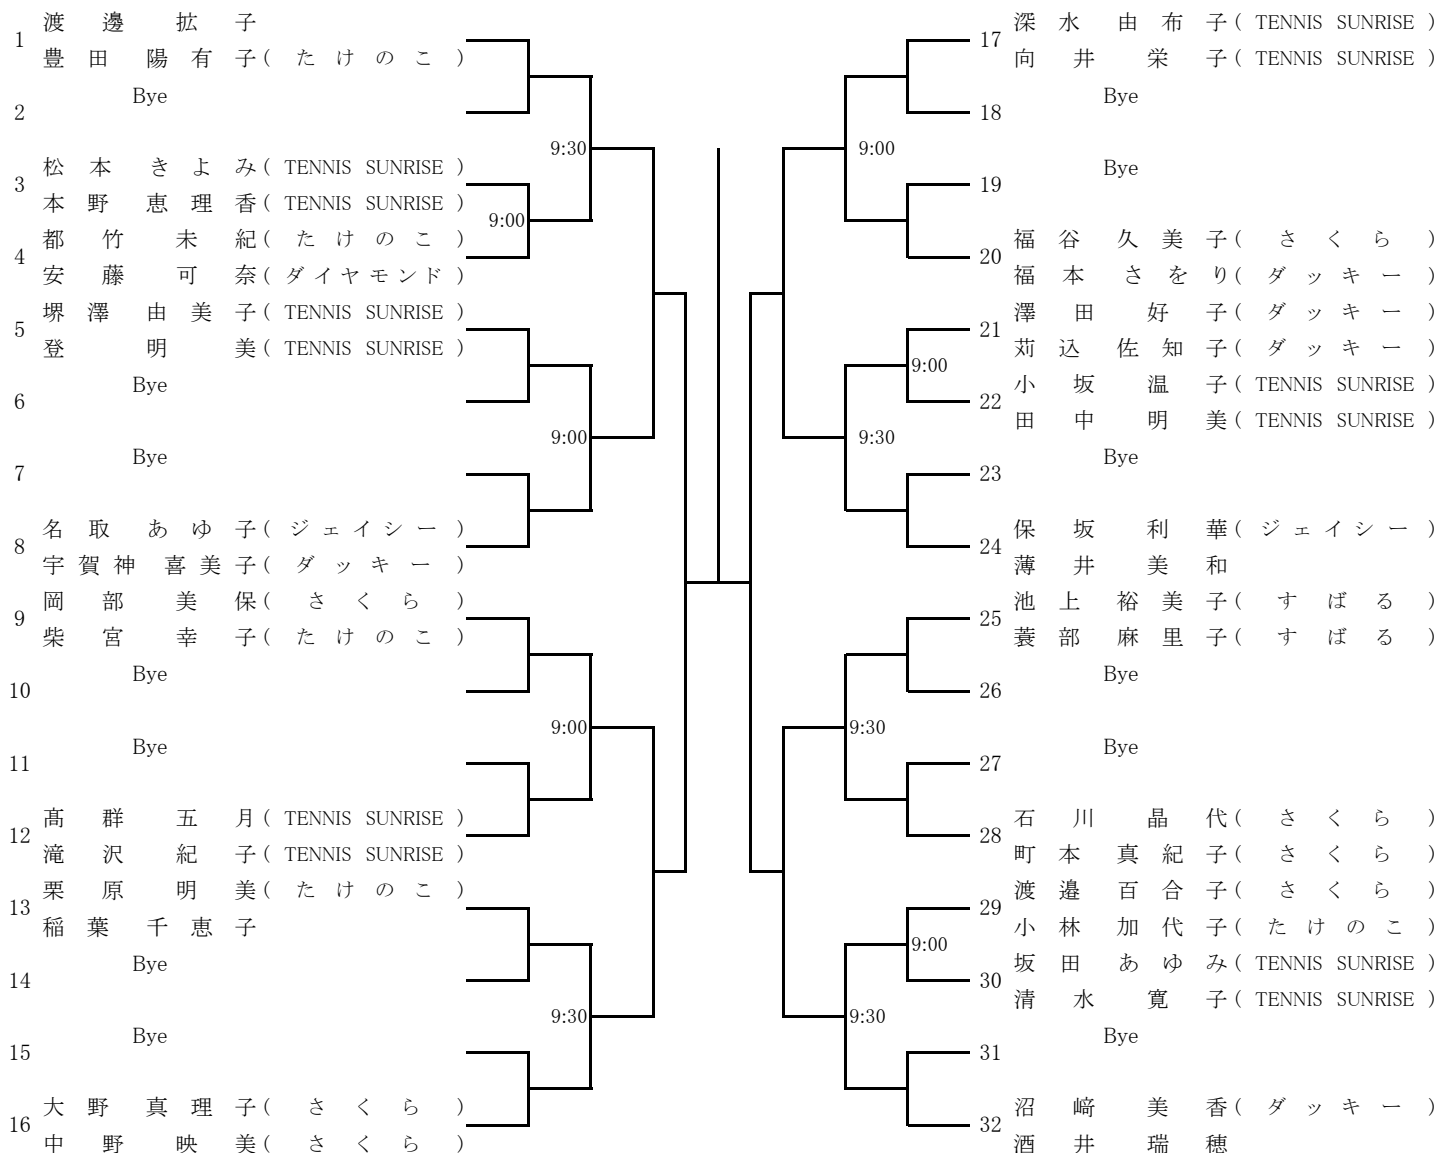 1 渡邊拡子
豊田陽有子(たけのこ)
2 Bye
3 松本きよみ(TENNIS SUNRISE)
本野恵理香(TENNIS SUNRISE)
4 都竹未紀(たけのこ)
安藤可奈(ダイヤモンド)
5 堺澤由美子(TENNIS SUNRISE)
登明美(TENNIS SUNRISE)
6 Bye
7 Bye
8 名取あゆ子(ジェイシー)
宇賀神喜美子(ダッキー)
9 岡部美保(さくら)
柴宮幸子(たけのこ)
10 Bye
11 Bye
12 髙群五月(TENNIS SUNRISE)
滝沢紀子(TENNIS SUNRISE)
13 栗原明美(たけのこ)
稲葉千恵子
14 Bye
15 Bye
16 大野真理子(さくら)
中野映美(さくら)
9:30
9:00
9:00
9:00
9:30
17 深水由布子(TENNIS SUNRISE)
向井栄子(TENNIS SUNRISE)
18 Bye
19 Bye
20 福谷久美子(さくら)
福本さをり(ダッキー)
21 澤田好子(ダッキー)
苅込佐知子(ダッキー)
22 小坂温子(TENNIS SUNRISE)
田中明美(TENNIS SUNRISE)
23 Bye
24 保坂利華(ジェイシー)
薄井美和
25 池上裕美子(すばる)
蓑部麻里子(すばる)
26 Bye
27 Bye
28 石川晶代(さくら)
町本真紀子(さくら)
29 渡邉百合子(さくら)
小林加代子(たけのこ)
30 坂田あゆみ(TENNIS SUNRISE)
清水寛子(TENNIS SUNRISE)
31 Bye
32 沼﨑美香(ダッキー)
酒井瑞穂
9:00
9:00
9:30
9:30
9:00
9:30